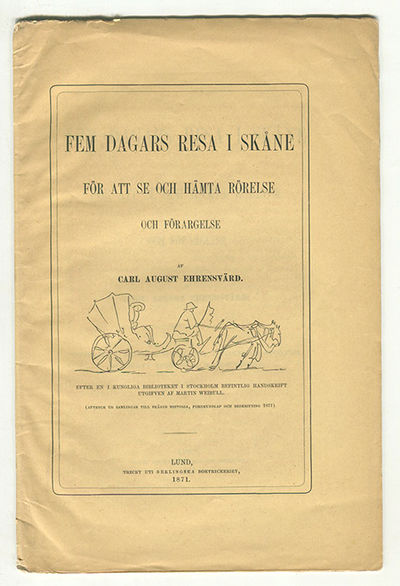 FEM DAGARS RESA I SKÅNE
FÖR ATT SE OCH HÄMTA RÖRELSE
OCH FÖRARGELSE
AF
CARL AUGUST EHRENSVÄRD.
EFTER EN I KUNGLIGA BIBLIOTEKET I STOCKHOLM BEFINTLIG HANDSKRIFT
UTGIFVEN AF MARTIN WEIBULL.
(AFTRYCK UR SAMLINGAR TILL SKÅNES HISTORIA, FORNKUNSKAP OCH BESKRIFNING 1871)
LUND,
TRYCKT UTI BERLINGSKA BOKTRYCKERIET,
1871.